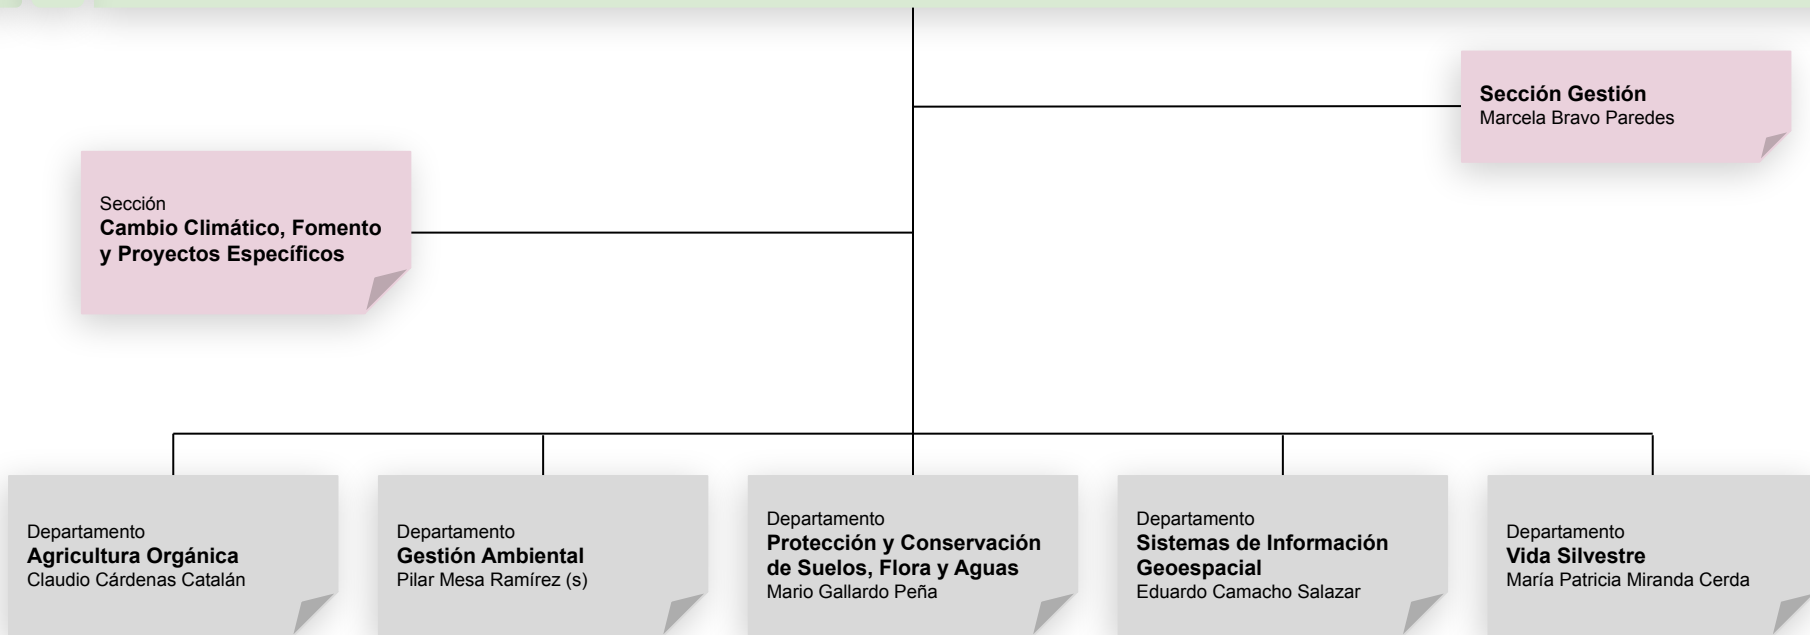 Sección Gestión
Marcela Bravo Paredes
Sección
Cambio Climático, Fomento
y Proyectos Específicos
Departamento
Agricultura Orgánica
Claudio Cárdenas Catalán
Departamento
Gestión Ambiental
Pilar Mesa Ramírez (s)
Departamento
Protección y Conservación
de Suelos, Flora y Aguas
Mario Gallardo Peña
Departamento
Sistemas de Información
Geoespacial
Eduardo Camacho Salazar
Departamento
Vida Silvestre
María Patricia Miranda Cerda